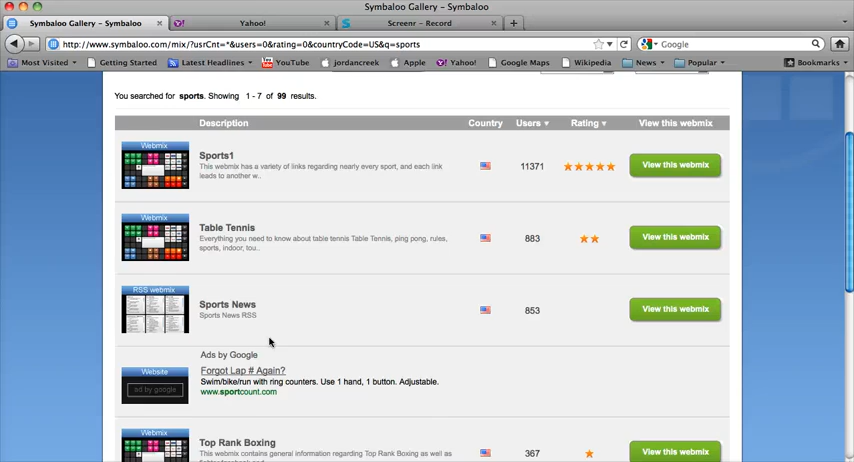 Symbaloo Gallery - Symbaloo
Symbaloo Gallery - Symbaloo × Yahoo! × Screenr - Record × +
http://www.symbaloo.com/mix/?usrCnt=*&users=0&rating=0&countryCode=US&q=sports Google
Most Visited Getting Started Latest Headlines YouTube jordancreek Apple Yahoo! Google Maps Wikipedia News Popular Bookmarks
You searched for sports. Showing 1 - 7 of 99 results.
Description Country Users Rating View this webmix
Webmix
Sports1
This webmix has a variety of links regarding nearly every sport, and each link
leads to another w..
11371
View this webmix
Webmix
Table Tennis
Everything you need to know about table tennis Table Tennis, ping pong, rules,
sports, indoor, tou..
883
View this webmix
RSS webmix
Sports News
Sports News RSS
853
View this webmix
Ads by Google
Website
ad by google
Forgot Lap # Again?
Swim/bike/run with ring counters. Use 1 hand, 1 button. Adjustable.
www.sportcount.com
Webmix
Top Rank Boxing
This webmix contains general information regarding Top Rank Boxing as well as
367
View this webmix